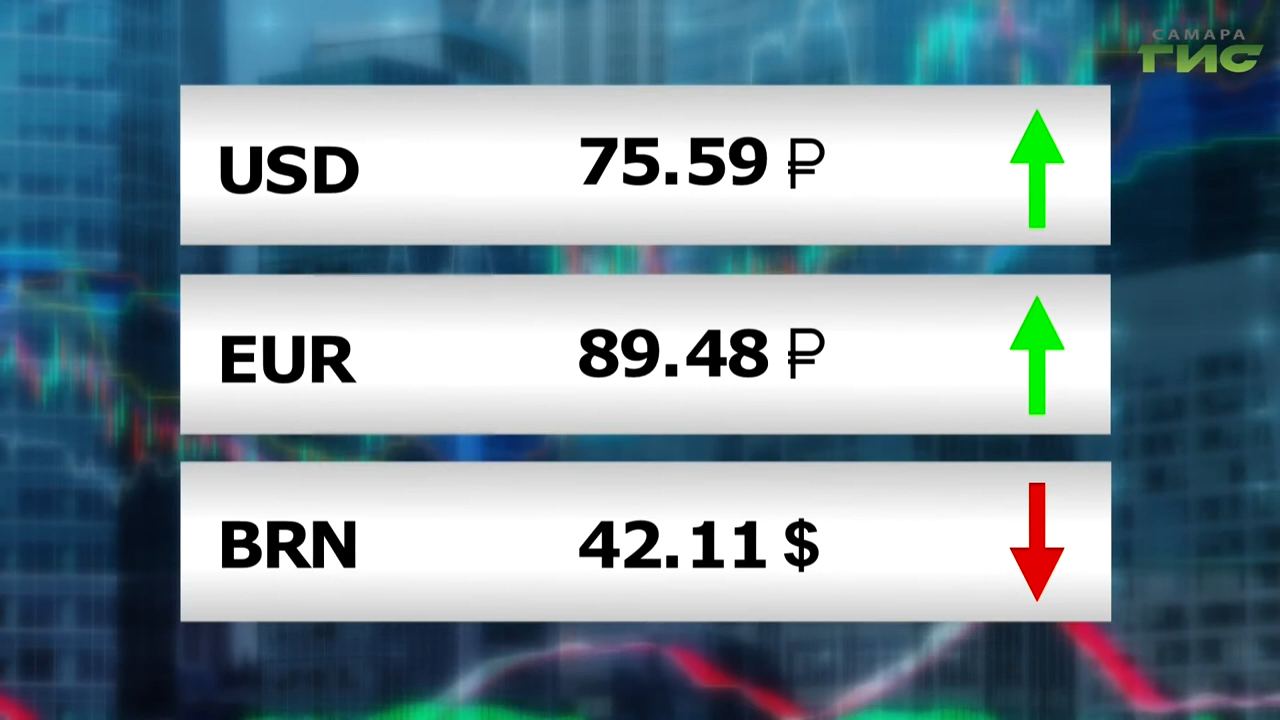 САМАРА
ГИС
USD 75.59 ₽
EUR 89.48 ₽
BRN 42.11 $